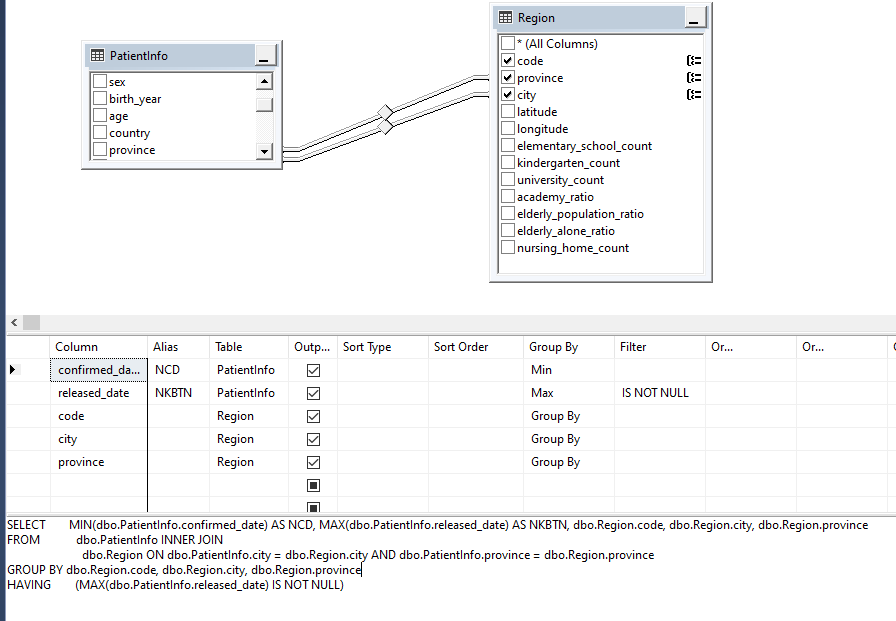 PatientInfo
sex
birth_year
age
country
province
Region
* (All Columns)
code
province
city
latitude
longitude
elementary_school_count
kindergarten_count
university_count
academy_ratio
elderly_population_ratio
elderly_alone_ratio
nursing_home_count
Column Alias Table Outp... Sort Type Sort Order Group By Filter Or... Or...
confirmed_da... NCD PatientInfo Min
released_date NKBTN PatientInfo Max IS NOT NULL
code Region Group By
city Region Group By
province Region Group By
SELECT MIN(dbo.PatientInfo.confirmed_date) AS NCD, MAX(dbo.PatientInfo.released_date) AS NKBTN, dbo.Region.code, dbo.Region.city, dbo.Region.province
FROM dbo.PatientInfo INNER JOIN
dbo.Region ON dbo.PatientInfo.city = dbo.Region.city AND dbo.PatientInfo.province = dbo.Region.province
GROUP BY dbo.Region.code, dbo.Region.city, dbo.Region.province
HAVING (MAX(dbo.PatientInfo.released_date) IS NOT NULL)